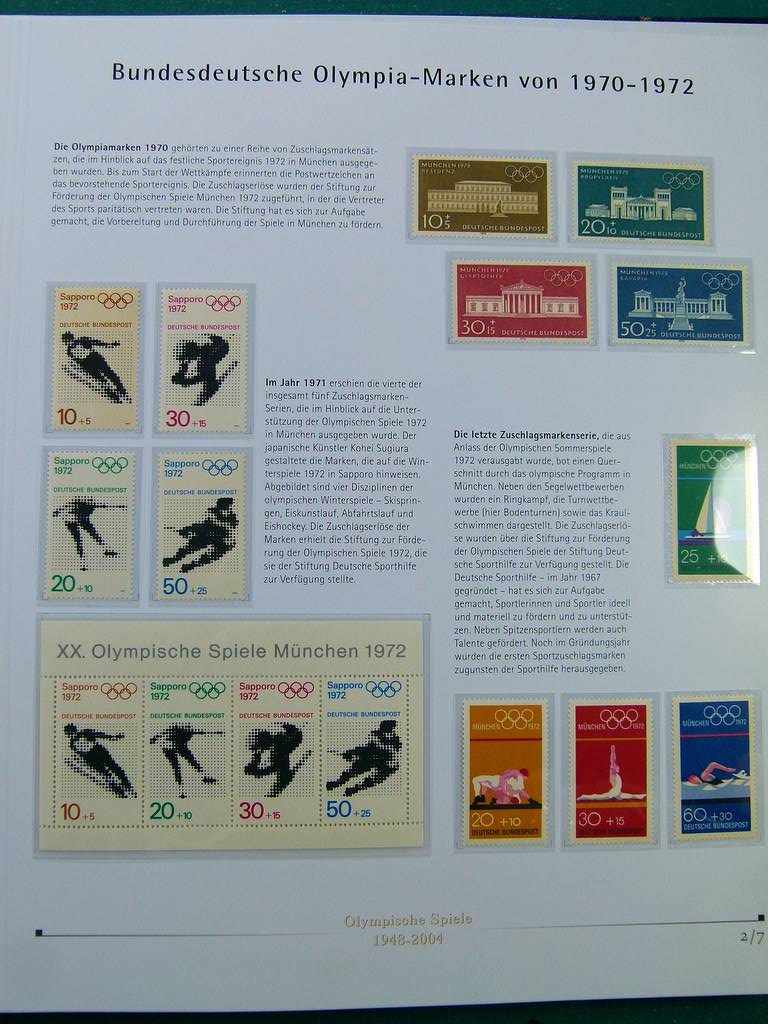 Bundesdeutsche Olympia-Marken von 1970-1972
Die Olympiamarken 1970 gehörten zu einer Reihe von Zuschlagsmarkensät-
zen, die im Hinblick auf das festliche Sportereignis 1972 in München ausgege-
ben wurden. Bis zum Start der Wettkämpfe erinnerten die Postwertzeichen an
das bevorstehende Sportereignis. Die Zuschlagserlöse wurden der Stiftung zur
Förderung der Olympischen Spiele München 1972 zugeführt, in der die Vertreter
des Sports paritätisch vertreten waren. Die Stiftung hat es sich zur Aufgabe
gemacht, die Vorbereitung und Durchführung der Spiele in München zu fördern.
MÜNCHEN 1972
RESIDENZ
10+5
DEUTSCHE BUNDESPOST
MÜNCHEN 1972
PROPYLÄEN
20+10
DEUTSCHE BUNDESPOST
MÜNCHEN 1972
GLYPTOTHEK
30+15
DEUTSCHE BUNDESPOST
MÜNCHEN 1972
BAVARIA
50+25
DEUTSCHE BUNDESPOST
Sapporo
1972
DEUTSCHE BUNDESPOST
10+5
Sapporo
1972
DEUTSCHE BUNDESPOST
30+15
Sapporo
1972
DEUTSCHE BUNDESPOST
20+10
Sapporo
1972
DEUTSCHE BUNDESPOST
50+25
Im Jahr 1971 erschien die vierte der
insgesamt fünf Zuschlagsmarken-
Serien, die im Hinblick auf die Unter-
stützung der Olympischen Spiele 1972
in München ausgegeben wurde. Der
japanische Künstler Kohei Sugiura
gestaltete die Marken, die auf die Win-
terspiele 1972 in Sapporo hinweisen.
Abgebildet sind vier Disziplinen der
olympischen Winterspiele – Skisprin-
gen, Eiskunstlauf, Abfahrtslauf und
Eishockey. Die Zuschlagserlöse der
Marken erhielt die Stiftung zur Förde-
rung der Olympischen Spiele 1972, die
sie der Stiftung Deutsche Sporthilfe
zur Verfügung stellte.
Die letzte Zuschlagsmarkenserie, die aus
Anlass der Olympischen Sommerspiele
1972 verausgabt wurde, bot einen Quer-
schnitt durch das olympische Programm in
München. Neben den Segelwettbewerben
wurden ein Ringkampf, die Turnwettbe-
werbe (hier Bodenturnen) sowie das Kraul-
schwimmen dargestellt. Die Zuschlagserlö-
se wurden über die Stiftung zur Förderung
der Olympischen Spiele der Stiftung Deut-
sche Sporthilfe zur Verfügung gestellt. Die
Deutsche Sporthilfe – im Jahr 1967
gegründet – hat es sich zur Aufgabe
gemacht, Sportlerinnen und Sportler ideell
und materiell zu fördern und zu unterstüt-
zen. Neben Spitzensportlern werden auch
Talente gefördert. Noch im Gründungsjahr
wurden die ersten Sportzuschlagsmarken
zugunsten der Sporthilfe herausgegeben.
MÜNCHEN 1972
25
DEUTSCHE BUNDESPOST
XX. Olympische Spiele München 1972
Sapporo
1972
DEUTSCHE BUNDESPOST
10+5
Sapporo
1972
DEUTSCHE BUNDESPOST
20+10
Sapporo
1972
DEUTSCHE BUNDESPOST
30+15
Sapporo
1972
DEUTSCHE BUNDESPOST
50+25
MÜNCHEN 1972
20+10
DEUTSCHE BUNDESPOST
MÜNCHEN 1972
30+15
DEUTSCHE BUNDESPOST
MÜNCHEN 1972
60+30
DEUTSCHE BUNDESPOST
Olympische Spiele
1948-2004
2/7